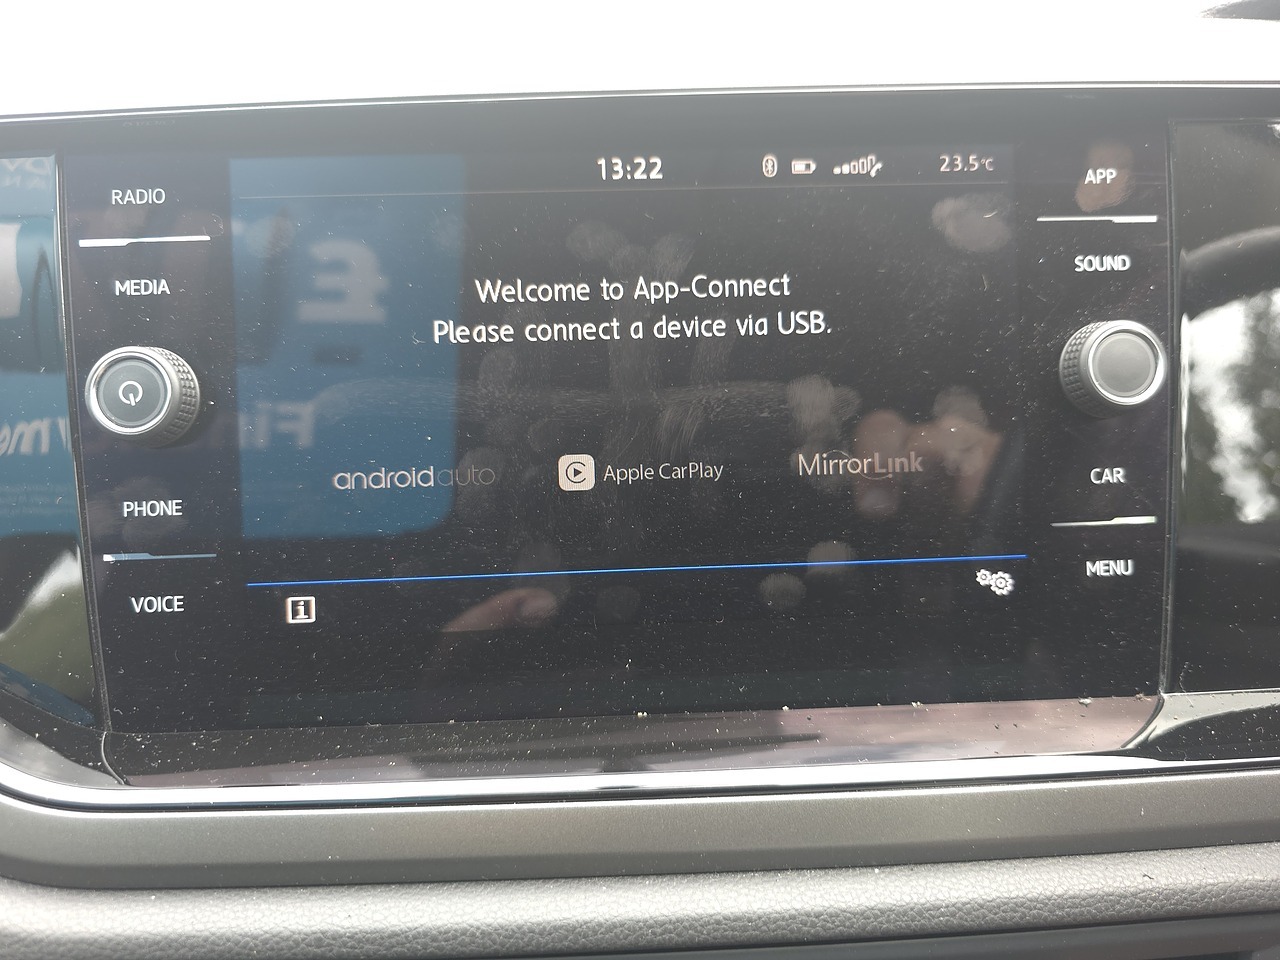 13:22
23.5°C
RADIO
MEDIA
PHONE
VOICE
Welcome to App-Connect
Please connect a device via USB.
androidauto
Apple CarPlay
MirrorLink
i
APP
SOUND
CAR
MENU
£